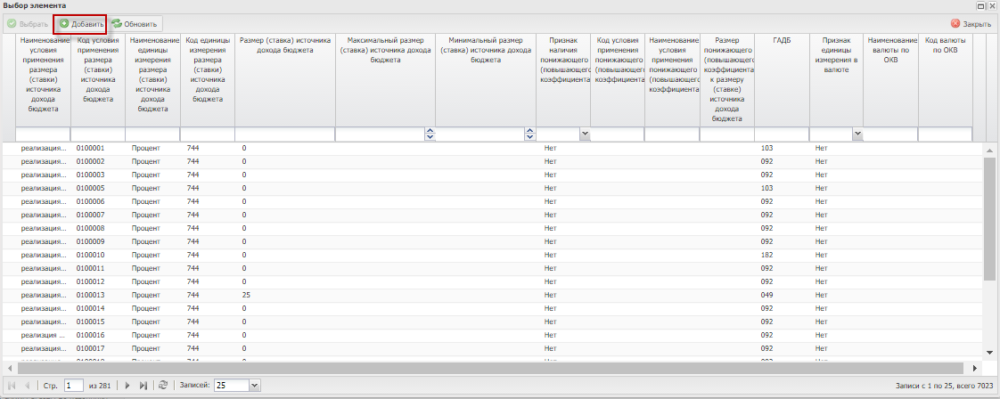 Выбор элемента
Выбрать Добавить Обновить Закрыть
Наименование условия применения размера (ставки) источника дохода бюджета
Код условия применения размера (ставки) источника дохода бюджета
Наименование единицы измерения размера (ставки) источника дохода бюджета
Код единицы измерения размера (ставки) источника дохода бюджета
Размер (ставка) источника дохода бюджета
Максимальный размер (ставка) источника дохода бюджета
Минимальный размер (ставка) источника дохода бюджета
Признак наличия понижающего (повышающего коэффициента
Код условия применения понижающего (повышающего коэффициента
Наименование условия применения понижающего (повышающего коэффициента
Размер понижающего (повышающего коэффициента к размеру (ставке) источника дохода бюджета
ГАДБ
Признак единицы измерения в валюте
Наименование валюты по ОКВ
Код валюты по ОКВ
реализация... 0100001 Процент 744 0 Нет 103 Нет
реализация... 0100002 Процент 744 0 Нет 092 Нет
реализация... 0100003 Процент 744 0 Нет 092 Нет
реализация... 0100005 Процент 744 0 Нет 103 Нет
реализация... 0100006 Процент 744 0 Нет 092 Нет
реализация... 0100007 Процент 744 0 Нет 092 Нет
реализация... 0100008 Процент 744 0 Нет 092 Нет
реализация... 0100009 Процент 744 0 Нет 092 Нет
реализация... 0100010 Процент 744 0 Нет 182 Нет
реализация... 0100011 Процент 744 0 Нет 092 Нет
реализация... 0100012 Процент 744 0 Нет 092 Нет
реализация... 0100013 Процент 744 25 Нет 049 Нет
реализация... 0100014 Процент 744 0 Нет 092 Нет
реализация... 0100015 Процент 744 0 Нет 092 Нет
реализция ... 0100016 Процент 744 0 Нет 092 Нет
реализация... 0100017 Процент 744 0 Нет 092 Нет
Стр. 1 из 281 Записей: 25 Записи с 1 по 25, всего 7023